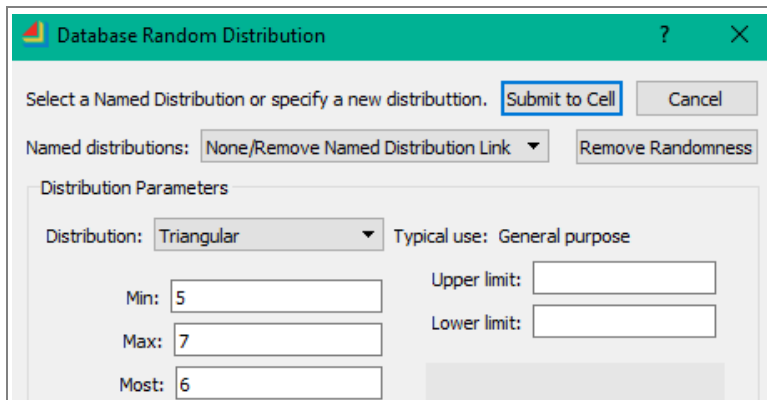 Database Random Distribution ? ×
Select a Named Distribution or specify a new distributtion. Submit to Cell Cancel
Named distributions: None/Remove Named Distribution Link Remove Randomness
Distribution Parameters
Distribution: Triangular Typical use: General purpose
Upper limit:
Min: 5
Lower limit:
Max: 7
Most: 6